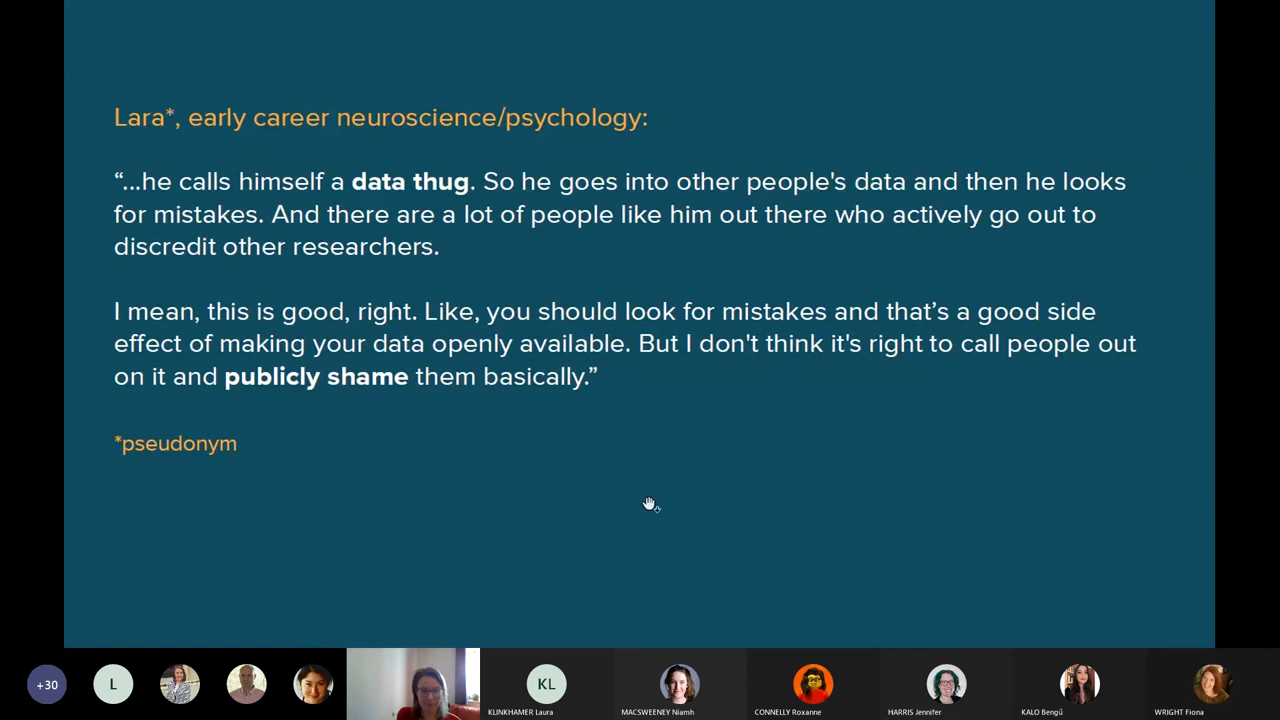 Lara*, early career neuroscience/psychology:
“...he calls himself a data thug. So he goes into other people's data and then he looks
for mistakes. And there are a lot of people like him out there who actively go out to
discredit other researchers.
I mean, this is good, right. Like, you should look for mistakes and that’s a good side
effect of making your data openly available. But I don't think it's right to call people out
on it and publicly shame them basically.”
*pseudonym
+30
L
KL
KLINKHAMER Laura
MACSWEENEY Niamh
CONNELLY Roxanne
HARRIS Jennifer
KALO Bengü
WRIGHT Fiona